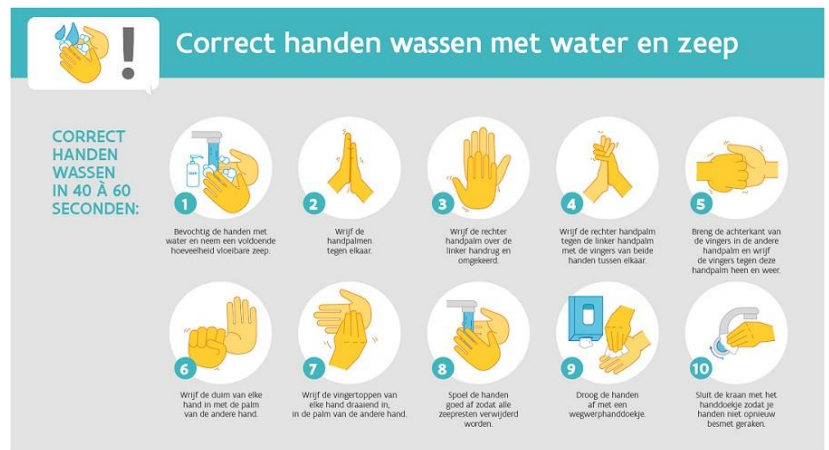 Correct handen wassen met water en zeep
CORRECT
HANDEN
WASSEN
IN 40 À 60
SECONDEN:
1
Bevochtig de handen met
water en neem een voldoende
hoeveelheid vloeibare zeep.
2
Wrijf de
handpalmen
tegen elkaar.
3
Wrijf de rechter
handpalm over de
linker handrug en
omgekeerd.
4
Wrijf de rechter handpalm
tegen de linker handpalm
met de vingers van beide
handen tussen elkaar.
5
Breng de achterkant van
de vingers in de andere
handpalm en wrijf
de vingers tegen deze
handpalm heen en weer.
6
Wrijf de duim van elke
hand in met de palm
van de andere hand.
7
Wrijf de vingertoppen van
elke hand draaiend in,
in de palm van de andere hand.
8
Spoel de handen
goed af zodat alle
zeepresten verwijderd
worden.
9
Droog de handen
af met een
wegwerphanddoekje.
10
Sluit de kraan met het
handdoekje zodat je
handen niet opnieuw
besmet geraken.